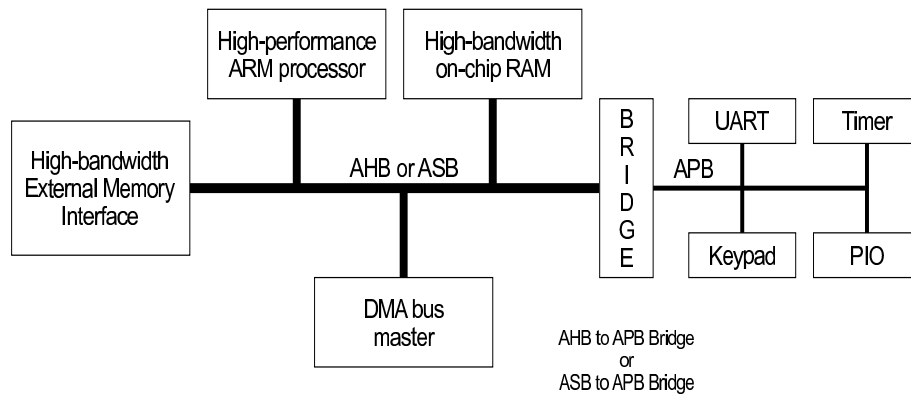 High-performance
ARM processor
High-bandwidth
on-chip RAM
High-bandwidth
External Memory
Interface
AHB or ASB
B
R
I
D
G
E
APB
UART
Timer
Keypad
PIO
DMA bus
master
AHB to APB Bridge
or
ASB to APB Bridge